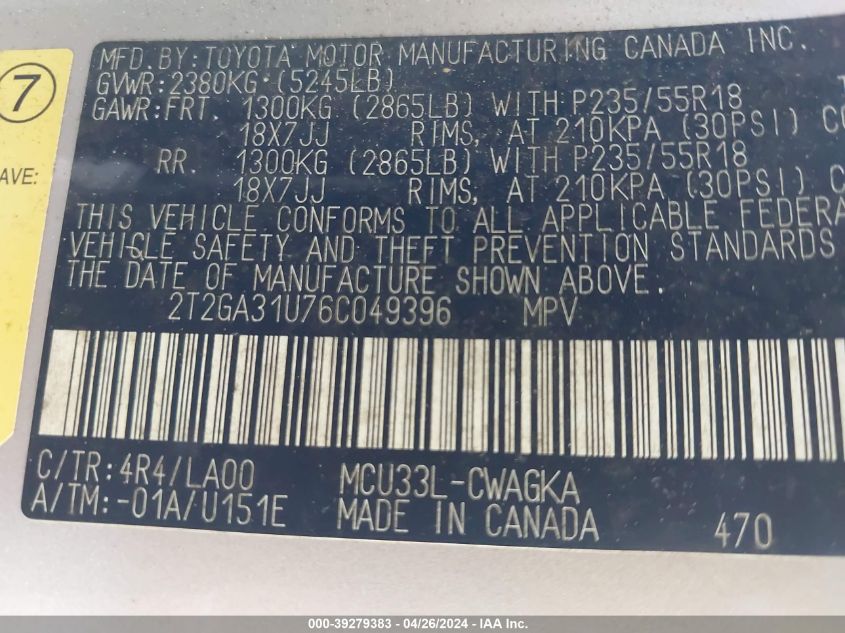 MFD. BY: TOYOTA MOTOR MANUFACTURING CANADA INC.
GVWR: 2380KG (5245LB)
GAWR: FRT. 1300KG (2865LB) WITH P235/55R18
18X7JJ RIMS, AT 210KPA (30PSI) CO
RR. 1300KG (2865LB) WITH P235/55R18
18X7JJ RIMS, AT 210KPA (30PSI) C
THIS VEHICLE CONFORMS TO ALL APPLICABLE FEDERA
VEHICLE SAFETY AND THEFT PREVENTION STANDARDS
THE DATE OF MANUFACTURE SHOWN ABOVE.
2T2GA31U76C049396 MPV
C/TR: 4R4/LA00 MCU33L-CWAGKA
A/TM: -01A/U151E MADE IN CANADA 470
7
AVE:
000-39279383 - 04/26/2024 - IAA Inc.